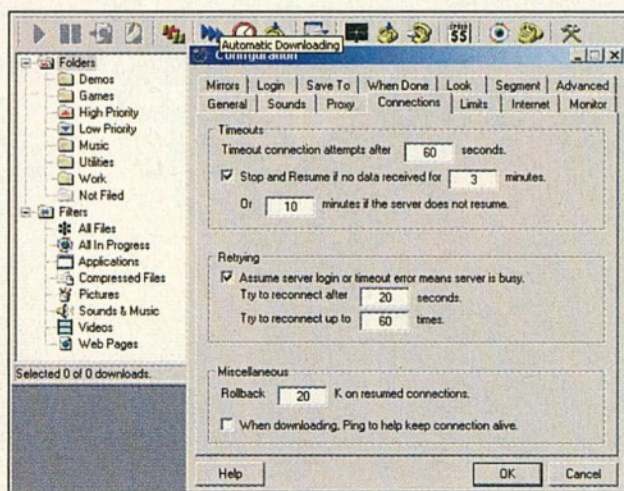 SPEED
55
Automatic Downloading
Configuration
Folders
Demos
Games
High Priority
Low Priority
Music
Utilities
Work
Not Filed
Filters
All Files
All In Progress
Applications
Compressed Files
Pictures
Sounds & Music
Videos
Web Pages
Selected 0 of 0 downloads.
Mirrors Login Save To When Done Look Segment Advanced
General Sounds Proxy Connections Limits Internet Monitor
Timeouts
Timeout connection attempts after 60 seconds.
Stop and Resume if no data received for 3 minutes.
Or 10 minutes if the server does not resume.
Retrying
Assume server login or timeout error means server is busy.
Try to reconnect after 20 seconds.
Try to reconnect up to 60 times.
Miscellaneous
Rollback 20 K on resumed connections.
When downloading, Ping to help keep connection alive.
Help OK Cancel